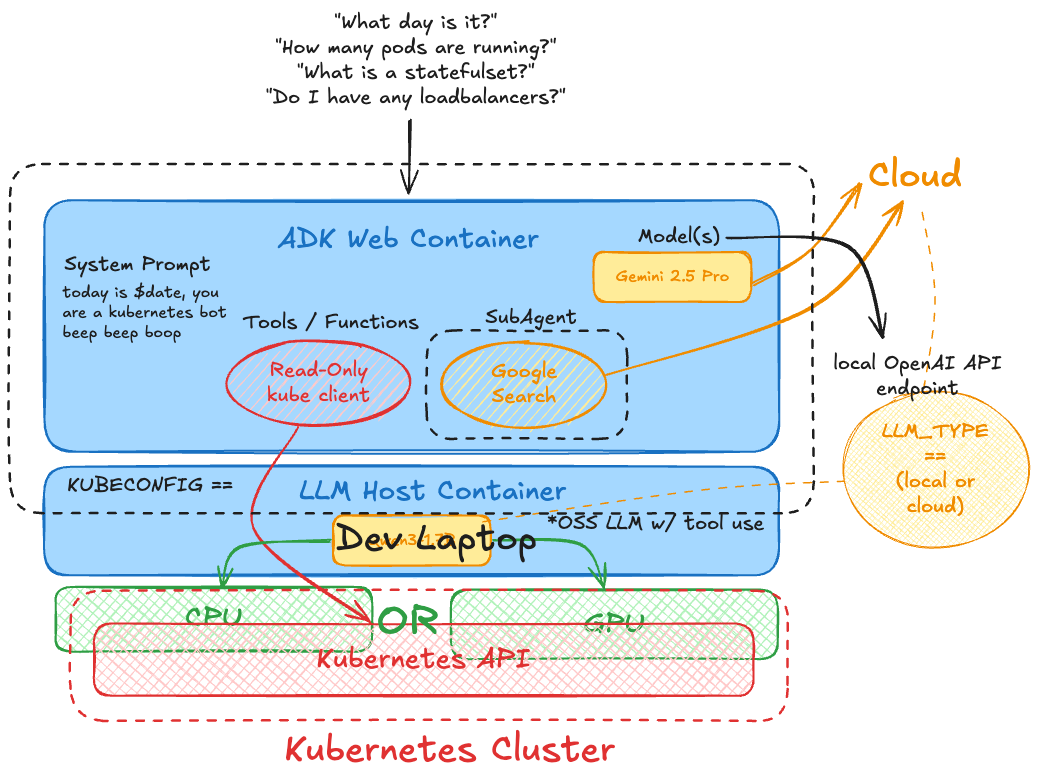 "What day is it?"
"How many pods are running?"
"What is a statefulset?"
"Do I have any loadbalancers?"
Cloud
ADK Web Container
Model(s)
System Prompt
today is $date, you
are a kubernetes bot
beep beep boop
Gemini 2.5 Pro
Tools / Functions
SubAgent
Read-Only
kube client
Google
Search
local OpenAI API
endpoint
LLM_TYPE
==
(local or
cloud)
KUBECONFIG ==
LLM Host Container
*OSS LLM w/ tool use
Dev Laptop
CPU
OR
GPU
Kubernetes API
Kubernetes Cluster